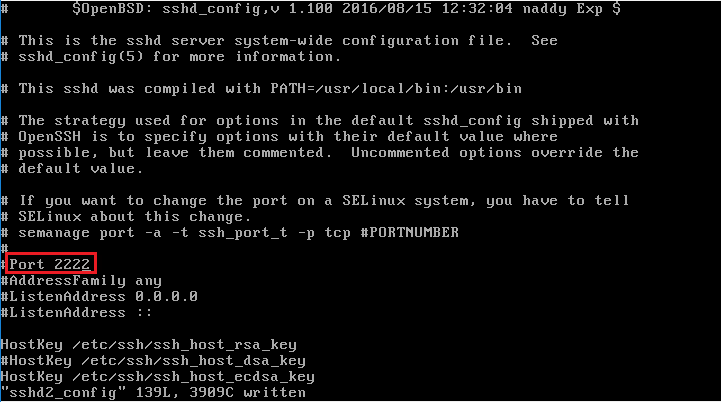 #       $OpenBSD: sshd_config,v 1.100 2016/08/15 12:32:04 naddy Exp $
# This is the sshd server system-wide configuration file.  See
# sshd_config(5) for more information.
# This sshd was compiled with PATH=/usr/local/bin:/usr/bin
# The strategy used for options in the default sshd_config shipped with
# OpenSSH is to specify options with their default value where
# possible, but leave them commented.  Uncommented options override the
# default value.
# If you want to change the port on a SELinux system, you have to tell
# SELinux about this change.
# semanage port -a -t ssh_port_t -p tcp #PORTNUMBER
#
#Port 2222
#AddressFamily any
#ListenAddress 0.0.0.0
#ListenAddress ::
HostKey /etc/ssh/ssh_host_rsa_key
#HostKey /etc/ssh/ssh_host_dsa_key
HostKey /etc/ssh/ssh_host_ecdsa_key
"sshd2_config" 139L, 3909C written